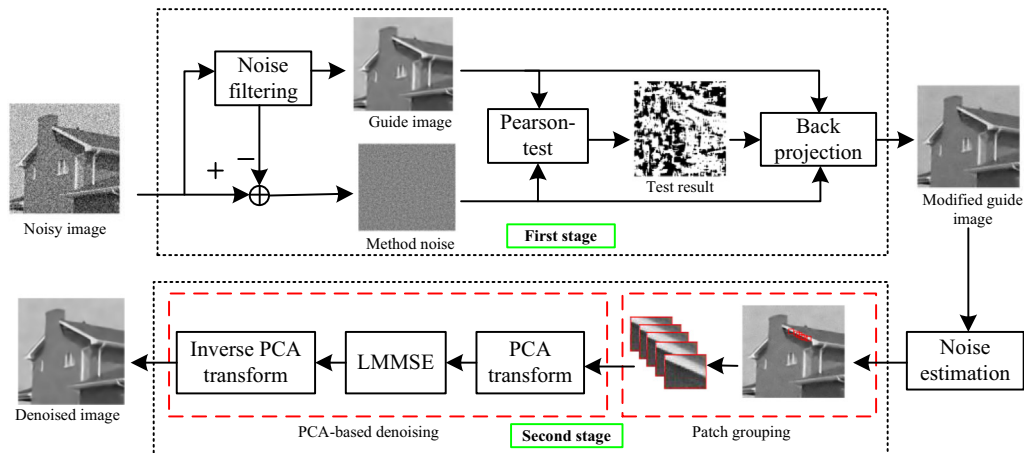 Noise
filtering
Guide image
Pearson-
test
Test result
Back
projection
Noisy image
+
−
Method noise
First stage
Modified guide
image
Denoised image
Inverse PCA
transform
LMMSE
PCA
transform
Noise
estimation
PCA-based denoising
Second stage
Patch grouping